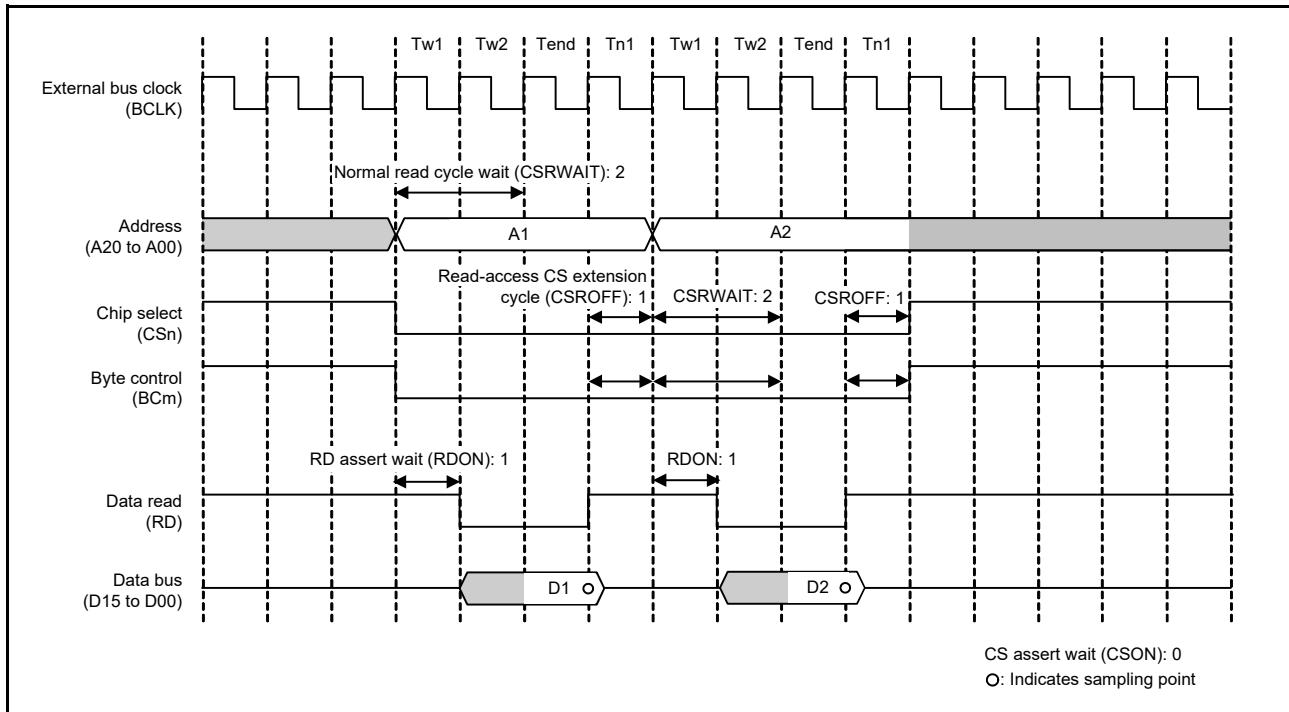 Tw1 Tw2 Tend Tn1 Tw1 Tw2 Tend Tn1
External bus clock
(BCLK)
Normal read cycle wait (CSRWAIT): 2
Address
(A20 to A00)
A1 A2
Read-access CS extension
cycle (CSROFF): 1
CSRWAIT: 2 CSROFF: 1
Chip select
(CSn)
Byte control
(BCm)
RD assert wait (RDON): 1 RDON: 1
Data read
(RD)
Data bus
(D15 to D00)
D1 D2
CS assert wait (CSON): 0
: Indicates sampling point